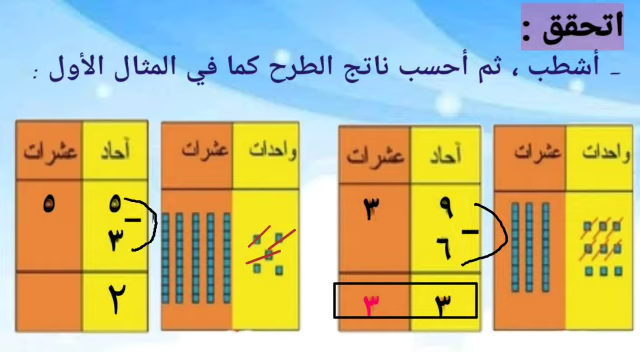 اتحقق :
ـ أشطب ، ثم أحسب ناتج الطرح كما في المثال الأول :
واحدات عشرات
آحاد عشرات
٩ ٣
-
٦
٣ ٣
واحدات عشرات
آحاد عشرات
٥ ٥
-
٣
٢